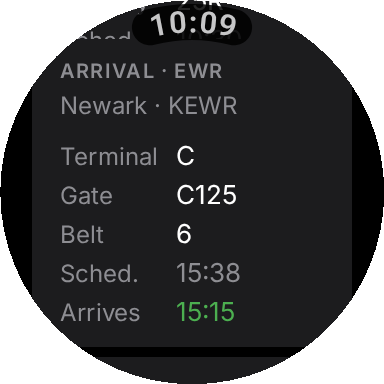 10:09
ARRIVAL · EWR
Newark · KEWR
Terminal C
Gate C125
Belt 6
Sched. 15:38
Arrives 15:15